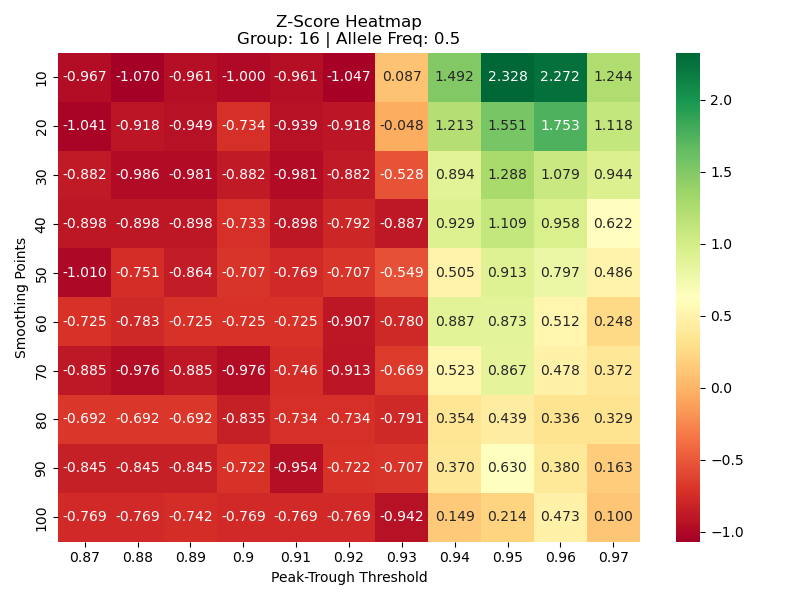 Z-Score Heatmap
Group: 16 | Allele Freq: 0.5
Smoothing Points
10 -0.967 -1.070 -0.961 -1.000 -0.961 -1.047 0.087 1.492 2.328 2.272 1.244
20 -1.041 -0.918 -0.949 -0.734 -0.939 -0.918 -0.048 1.213 1.551 1.753 1.118
30 -0.882 -0.986 -0.981 -0.882 -0.981 -0.882 -0.528 0.894 1.288 1.079 0.944
40 -0.898 -0.898 -0.898 -0.733 -0.898 -0.792 -0.887 0.929 1.109 0.958 0.622
50 -1.010 -0.751 -0.864 -0.707 -0.769 -0.707 -0.549 0.505 0.913 0.797 0.486
60 -0.725 -0.783 -0.725 -0.725 -0.725 -0.907 -0.780 0.887 0.873 0.512 0.248
70 -0.885 -0.976 -0.885 -0.976 -0.746 -0.913 -0.669 0.523 0.867 0.478 0.372
80 -0.692 -0.692 -0.692 -0.835 -0.734 -0.734 -0.791 0.354 0.439 0.336 0.329
90 -0.845 -0.845 -0.845 -0.722 -0.954 -0.722 -0.707 0.370 0.630 0.380 0.163
100 -0.769 -0.769 -0.742 -0.769 -0.769 -0.769 -0.942 0.149 0.214 0.473 0.100
0.87 0.88 0.89 0.9 0.91 0.92 0.93 0.94 0.95 0.96 0.97
Peak-Trough Threshold
2.0
1.5
1.0
0.5
0.0
−0.5
−1.0